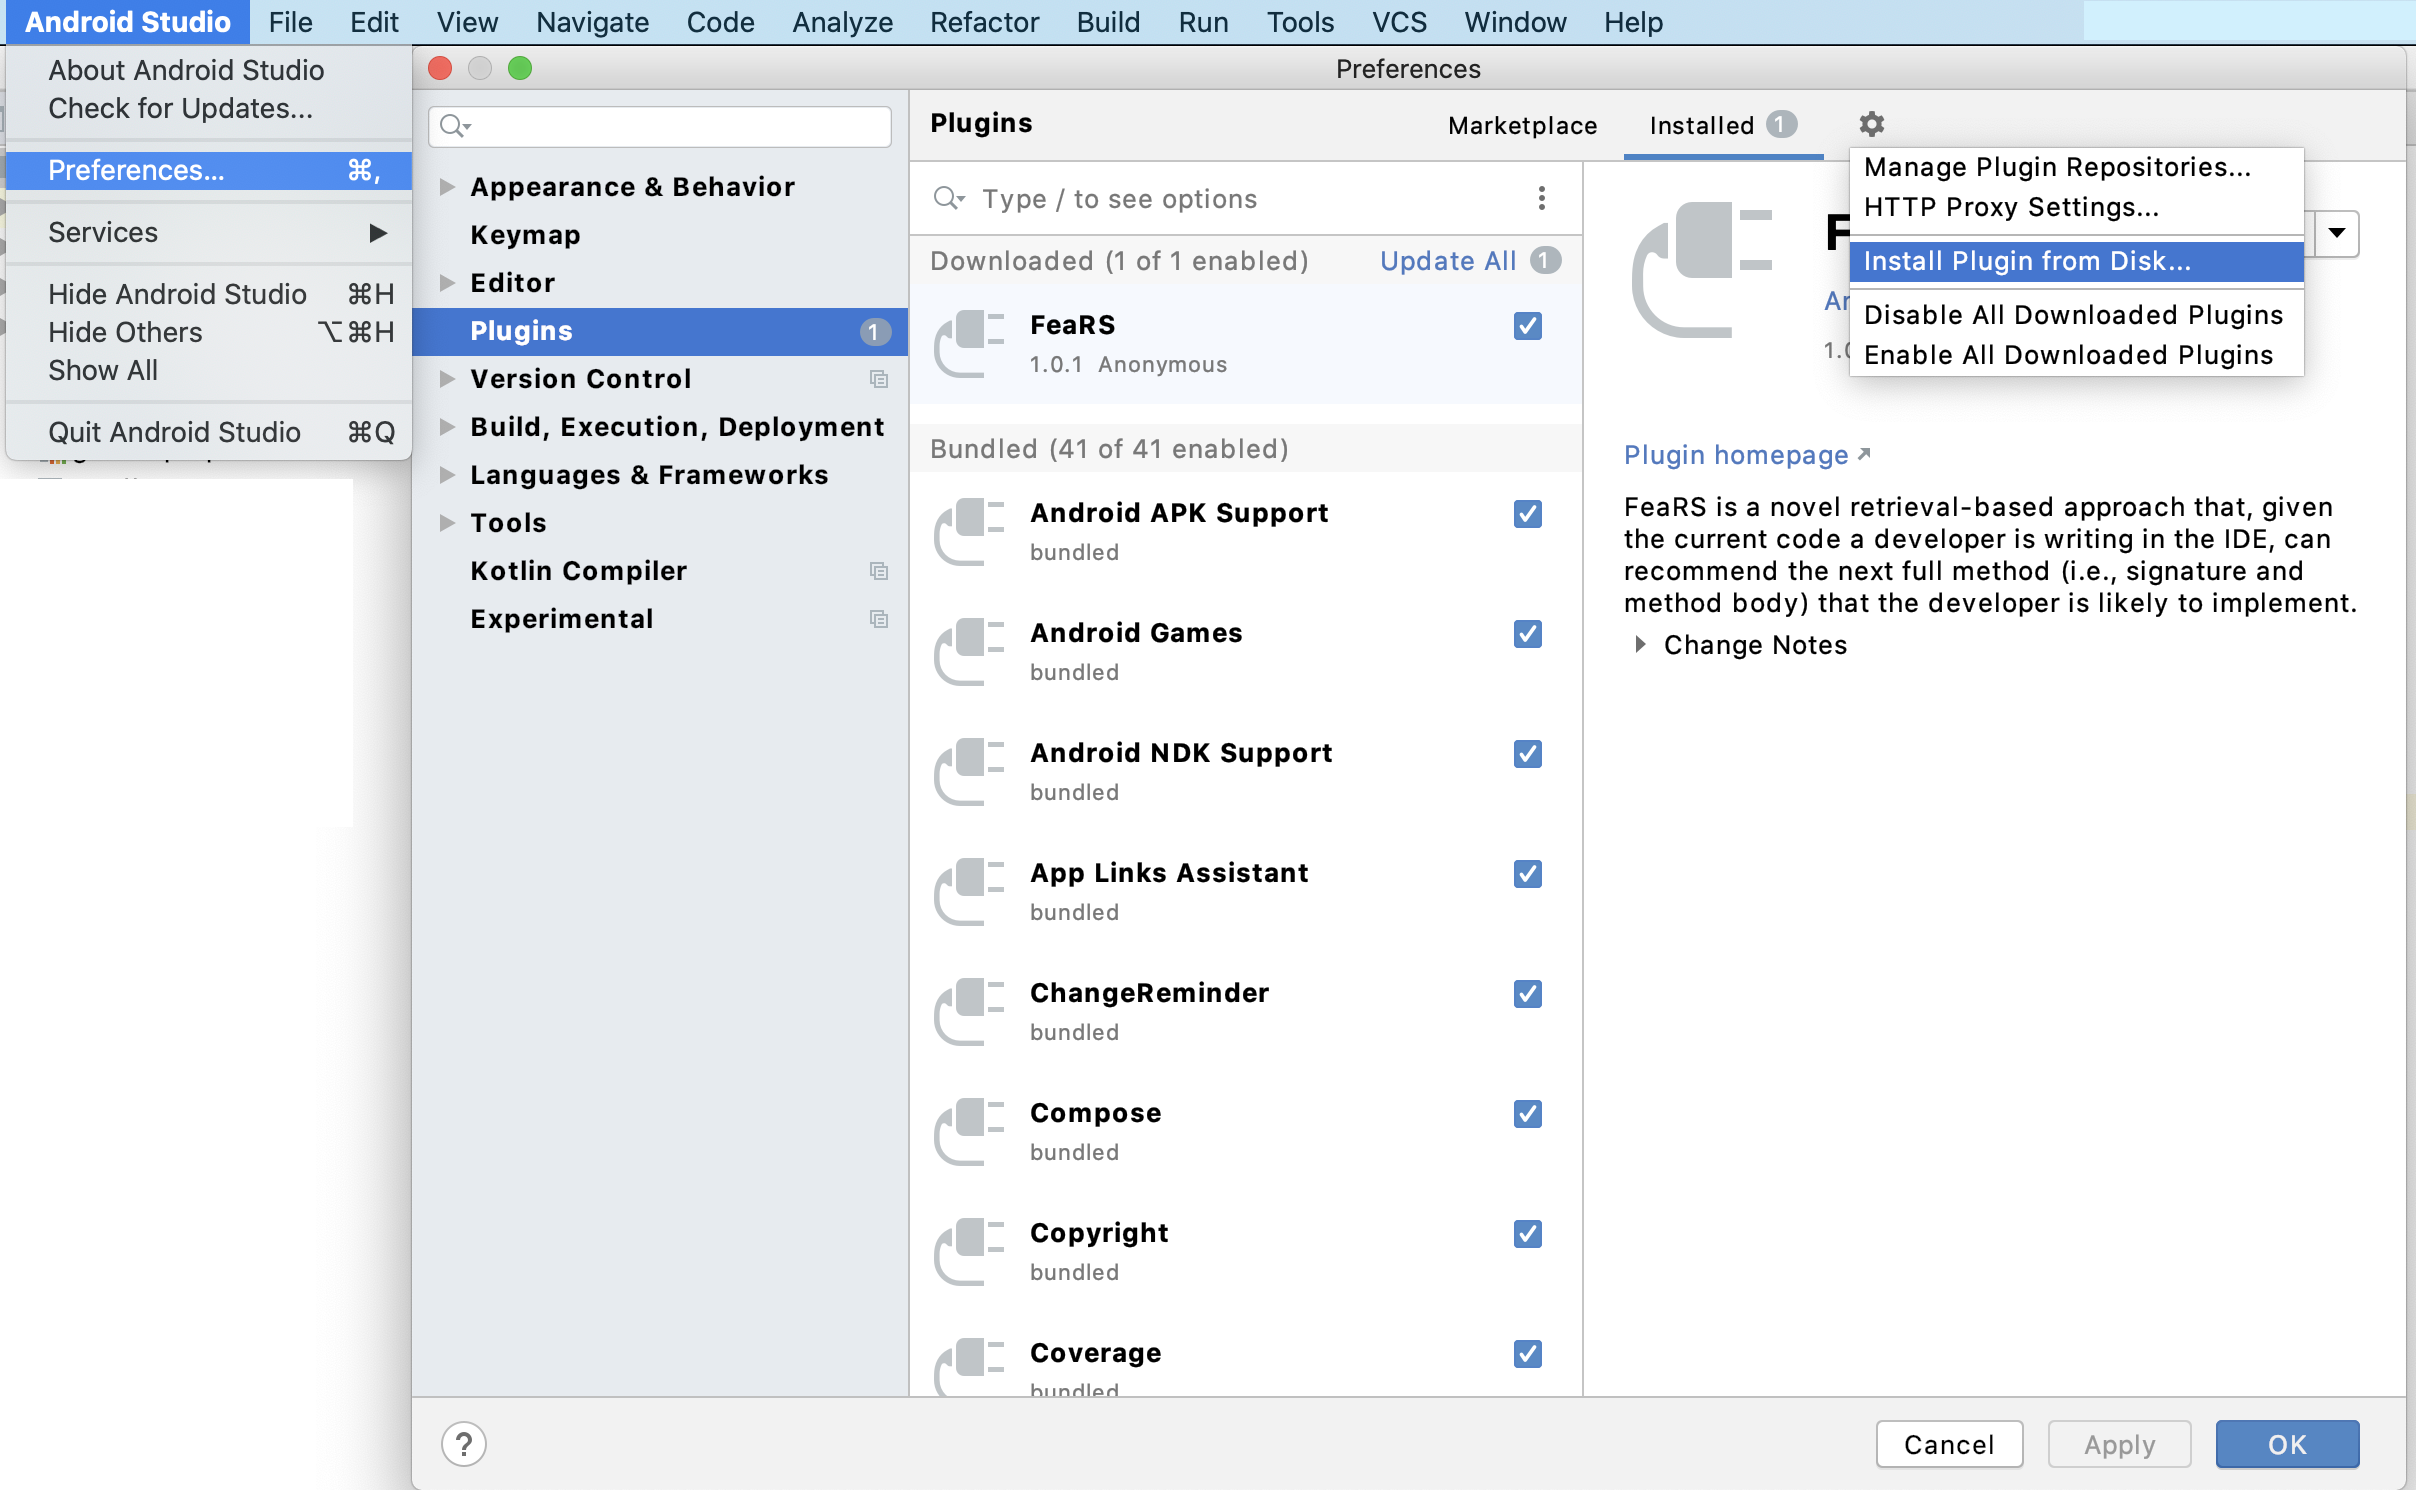 Android Studio File Edit View Navigate Code Analyze Refactor Build Run Tools VCS Window Help
About Android Studio
Check for Updates...
Preferences... ⌘,
Services ▶
Hide Android Studio ⌘H
Hide Others ⌥⌘H
Show All
Quit Android Studio ⌘Q
Preferences
Appearance & Behavior
Keymap
Editor
Plugins 1
Version Control
Build, Execution, Deployment
Languages & Frameworks
Tools
Kotlin Compiler
Experimental
Plugins
Marketplace
Installed 1
Type / to see options
Downloaded (1 of 1 enabled) Update All 1
FeaRS
1.0.1 Anonymous
Bundled (41 of 41 enabled)
Android APK Support
bundled
Android Games
bundled
Android NDK Support
bundled
App Links Assistant
bundled
ChangeReminder
bundled
Compose
bundled
Copyright
bundled
Coverage
bundled
Manage Plugin Repositories...
HTTP Proxy Settings...
Install Plugin from Disk...
Disable All Downloaded Plugins
Enable All Downloaded Plugins
Plugin homepage
FeaRS is a novel retrieval-based approach that, given
the current code a developer is writing in the IDE, can
recommend the next full method (i.e., signature and
method body) that the developer is likely to implement.
Change Notes
?
Cancel
Apply
OK